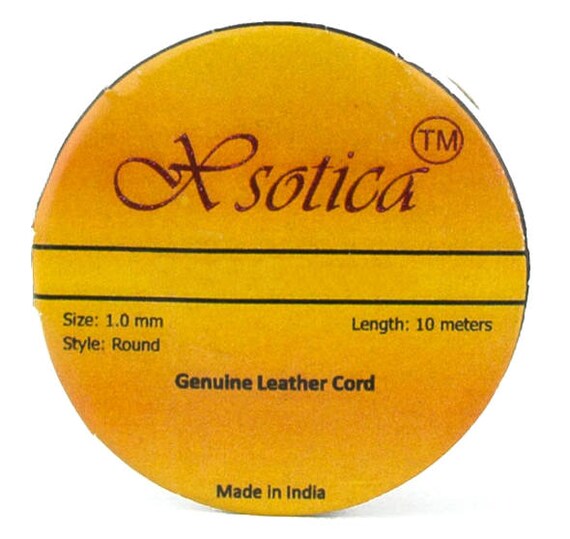 Xsotica TM
Size: 1.0 mm
Length: 10 meters
Style: Round
Genuine Leather Cord
Made in India